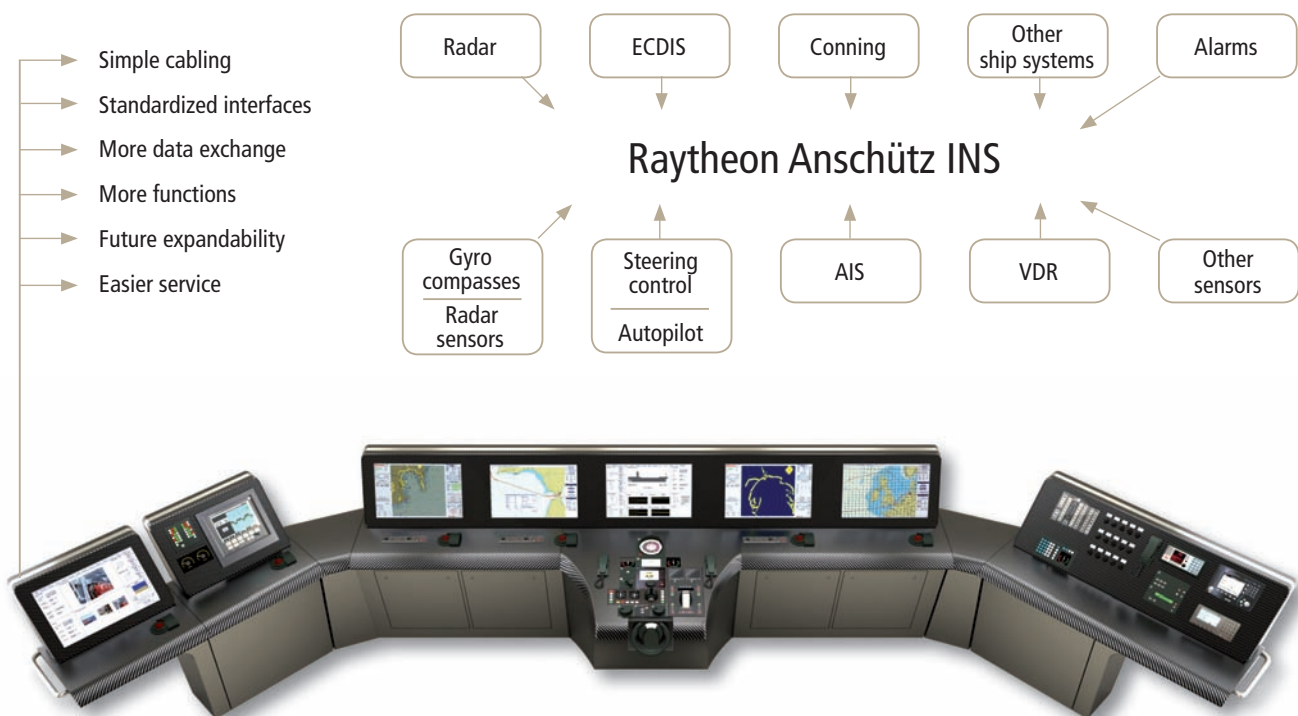 Radar
ECDIS
Conning
Other
ship systems
Alarms
Simple cabling
Standardized interfaces
More data exchange
More functions
Future expandability
Easier service
Raytheon Anschütz INS
Gyro
compasses
Radar
sensors
Steering
control
Autopilot
AIS
VDR
Other
sensors